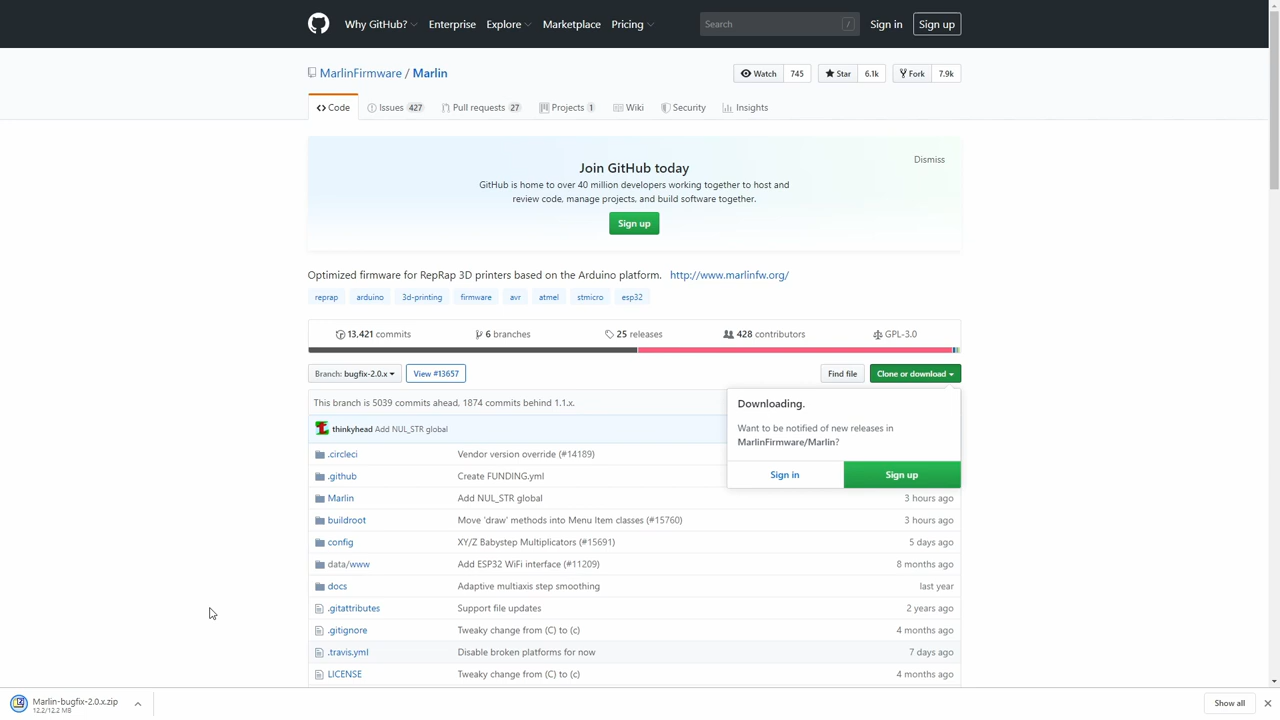 Why GitHub? Enterprise Explore Marketplace Pricing Search / Sign in Sign up
MarlinFirmware / Marlin Watch 745 Star 6.1k Fork 7.9k
Code Issues 427 Pull requests 27 Projects 1 Wiki Security Insights
Join GitHub today
Dismiss
GitHub is home to over 40 million developers working together to host and
review code, manage projects, and build software together.
Sign up
Optimized firmware for RepRap 3D printers based on the Arduino platform. http://www.marlinfw.org/
reprap arduino 3d-printing firmware avr atmel stmicro esp32
13,421 commits 6 branches 25 releases 428 contributors GPL-3.0
Branch: bugfix-2.0.x View #13657 Find file Clone or download
This branch is 5039 commits ahead, 1874 commits behind 1.1.x.
thinkyhead Add NUL_STR global
Downloading.
Want to be notified of new releases in
MarlinFirmware/Marlin?
Sign in Sign up
.circleci Vendor version override (#14189)
.github Create FUNDING.yml
Marlin Add NUL_STR global 3 hours ago
buildroot Move 'draw' methods into Menu Item classes (#15760) 3 hours ago
config XY/Z Babystep Multiplicators (#15691) 5 days ago
data/www Add ESP32 WiFi interface (#11209) 8 months ago
docs Adaptive multiaxis step smoothing last year
.gitattributes Support file updates 2 years ago
.gitignore Tweaky change from (C) to (c) 4 months ago
.travis.yml Disable broken platforms for now 7 days ago
LICENSE Tweaky change from (C) to (c) 4 months ago
Marlin-bugfix-2.0.x.zip
12.2/12.2 MB
Show all